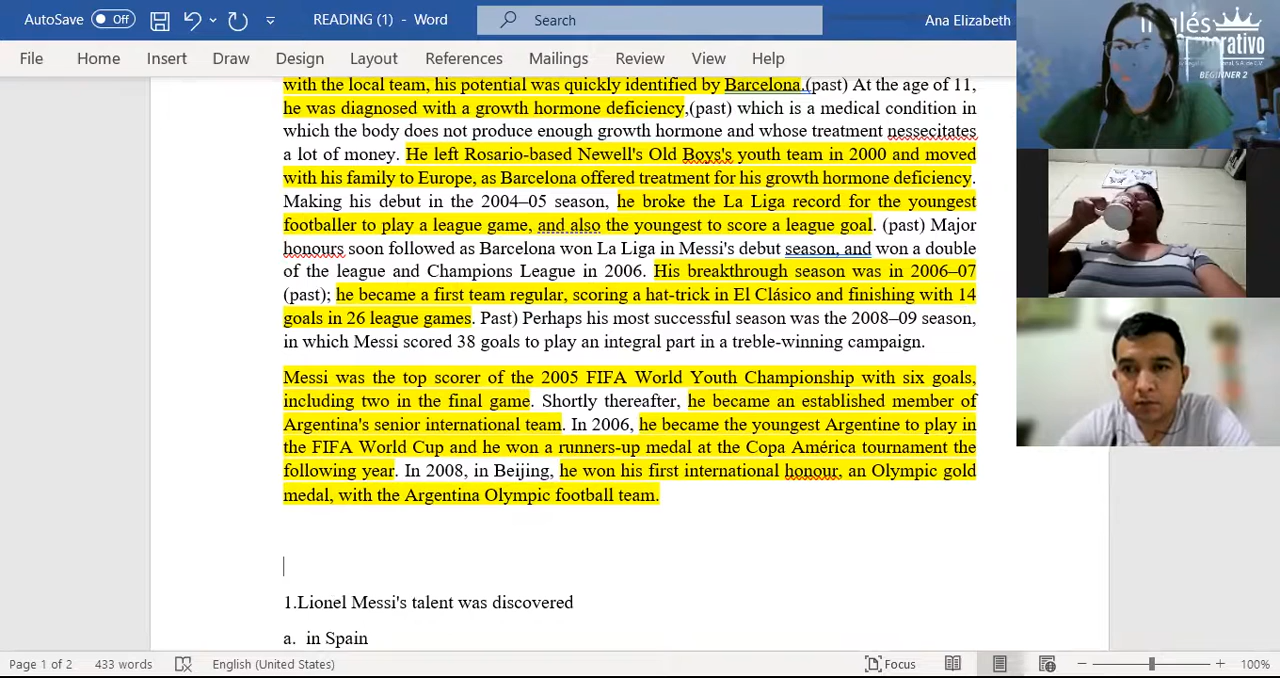 AutoSave Off READING (1) - Word Search Ana Elizabeth
File Home Insert Draw Design Layout References Mailings Review View Help
Inglés
BEGINNER 2
with the local team, his potential was quickly identified by Barcelona.(past) At the age of 11,
he was diagnosed with a growth hormone deficiency,(past) which is a medical condition in
which the body does not produce enough growth hormone and whose treatment nessecitates
a lot of money. He left Rosario-based Newell's Old Boys's youth team in 2000 and moved
with his family to Europe, as Barcelona offered treatment for his growth hormone deficiency.
Making his debut in the 2004–05 season, he broke the La Liga record for the youngest
footballer to play a league game, and also the youngest to score a league goal. (past) Major
honours soon followed as Barcelona won La Liga in Messi's debut season, and won a double
of the league and Champions League in 2006. His breakthrough season was in 2006–07
(past); he became a first team regular, scoring a hat-trick in El Clásico and finishing with 14
goals in 26 league games. Past) Perhaps his most successful season was the 2008–09 season,
in which Messi scored 38 goals to play an integral part in a treble-winning campaign.
Messi was the top scorer of the 2005 FIFA World Youth Championship with six goals,
including two in the final game. Shortly thereafter, he became an established member of
Argentina's senior international team. In 2006, he became the youngest Argentine to play in
the FIFA World Cup and he won a runners-up medal at the Copa América tournament the
following year. In 2008, in Beijing, he won his first international honour, an Olympic gold
medal, with the Argentina Olympic football team.
1.Lionel Messi's talent was discovered
a. in Spain
Page 1 of 2 433 words English (United States) Focus 100%